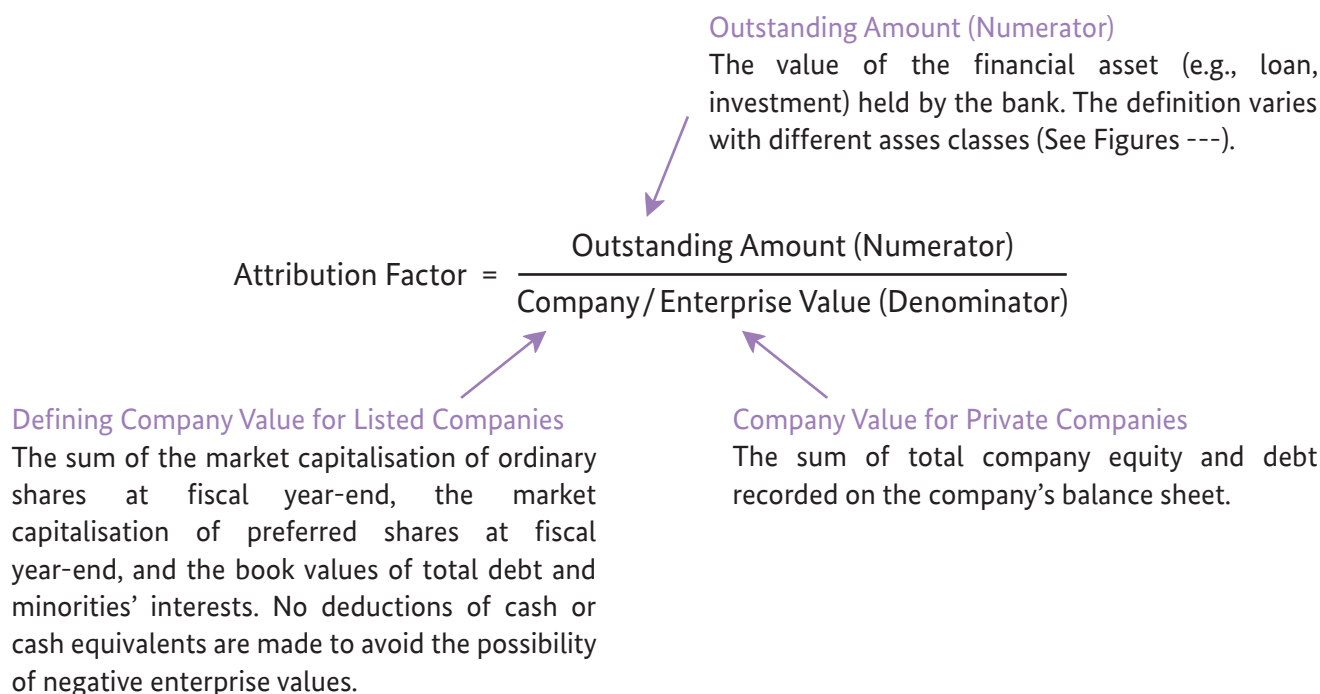 Outstanding Amount (Numerator)
The value of the financial asset (e.g., loan,
investment) held by the bank. The definition varies
with different asses classes (See Figures ---).
Attribution Factor = Outstanding Amount (Numerator)
Company / Enterprise Value (Denominator)
Defining Company Value for Listed Companies
The sum of the market capitalisation of ordinary
shares at fiscal year-end, the market
capitalisation of preferred shares at fiscal
year-end, and the book values of total debt and
minorities’ interests. No deductions of cash or
cash equivalents are made to avoid the possibility
of negative enterprise values.
Company Value for Private Companies
The sum of total company equity and debt
recorded on the company’s balance sheet.